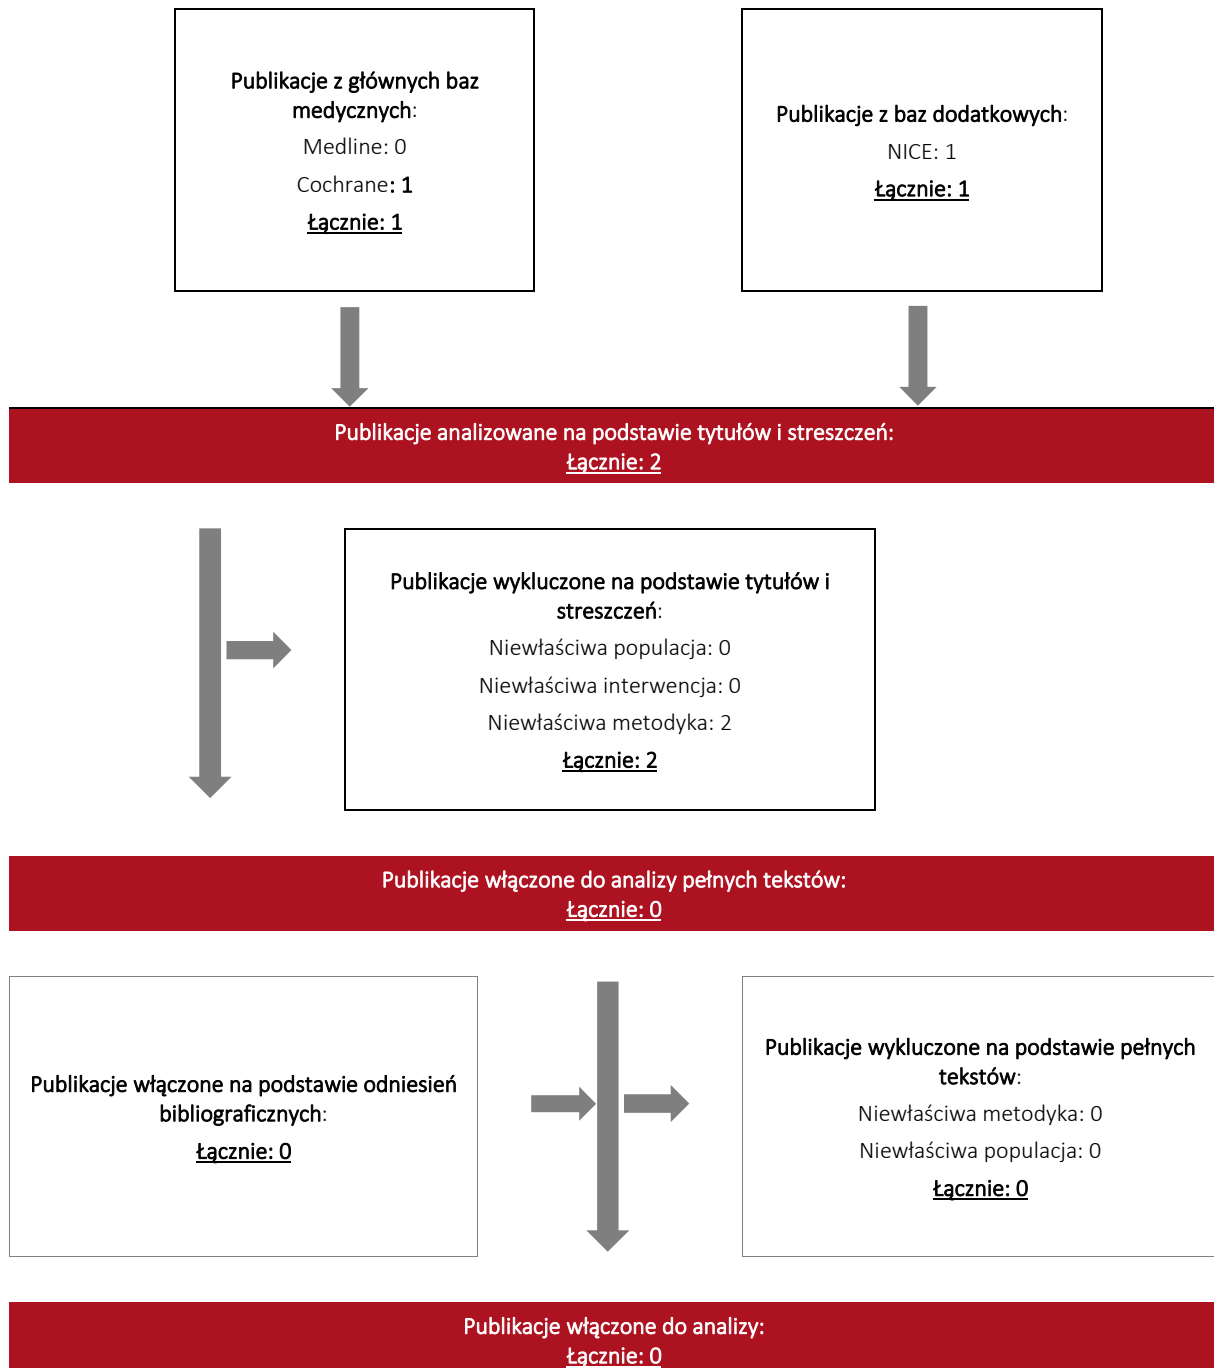 Publikacje z głównych baz
medycznych:
Medline: 0
Cochrane: 1
Łącznie: 1
Publikacje z baz dodatkowych:
NICE: 1
Łącznie: 1
Publikacje analizowane na podstawie tytułów i streszczeń:
Łącznie: 2
Publikacje wykluczone na podstawie tytułów i
streszczeń:
Niewłaściwa populacja: 0
Niewłaściwa interwencja: 0
Niewłaściwa metodyka: 2
Łącznie: 2
Publikacje włączone do analizy pełnych tekstów:
Łącznie: 0
Publikacje włączone na podstawie odniesień
bibliograficznych:
Łącznie: 0
Publikacje wykluczone na podstawie pełnych
tekstów:
Niewłaściwa metodyka: 0
Niewłaściwa populacja: 0
Łącznie: 0
Publikacje włączone do analizy:
Łącznie: 0